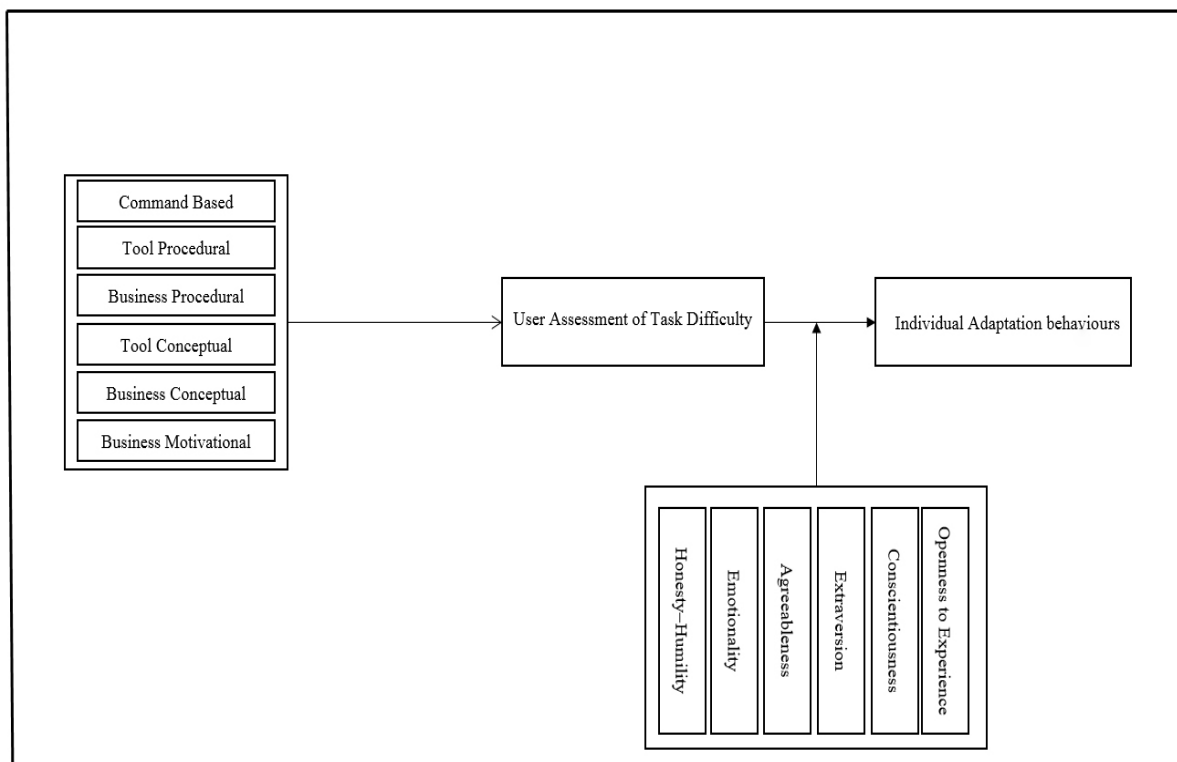 Command Based
Tool Procedural
Business Procedural
Tool Conceptual
Business Conceptual
Business Motivational
User Assessment of Task Difficulty
Individual Adaptation behaviours
Honesty–Humility
Emotionality
Agreeableness
Extraversion
Conscientiousness
Openness to Experience